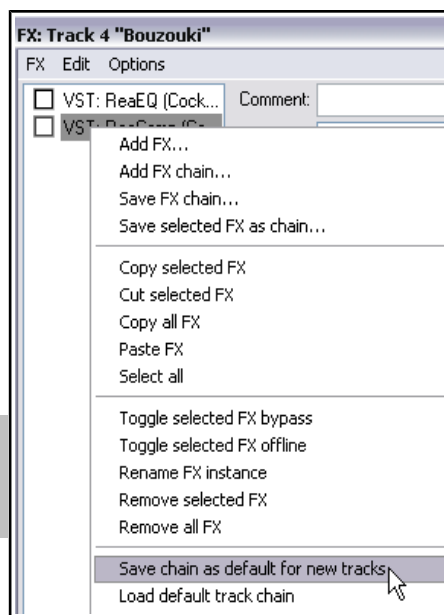 FX: Track 4 "Bouzouki"
FX Edit Options
VST: ReaEQ (Cock... Comment:
VST:
Add FX...
Add FX chain...
Save FX chain...
Save selected FX as chain...
Copy selected FX
Cut selected FX
Copy all FX
Paste FX
Select all
Toggle selected FX bypass
Toggle selected FX offline
Rename FX instance
Remove selected FX
Remove all FX
Save chain as default for new tracks
Load default track chain